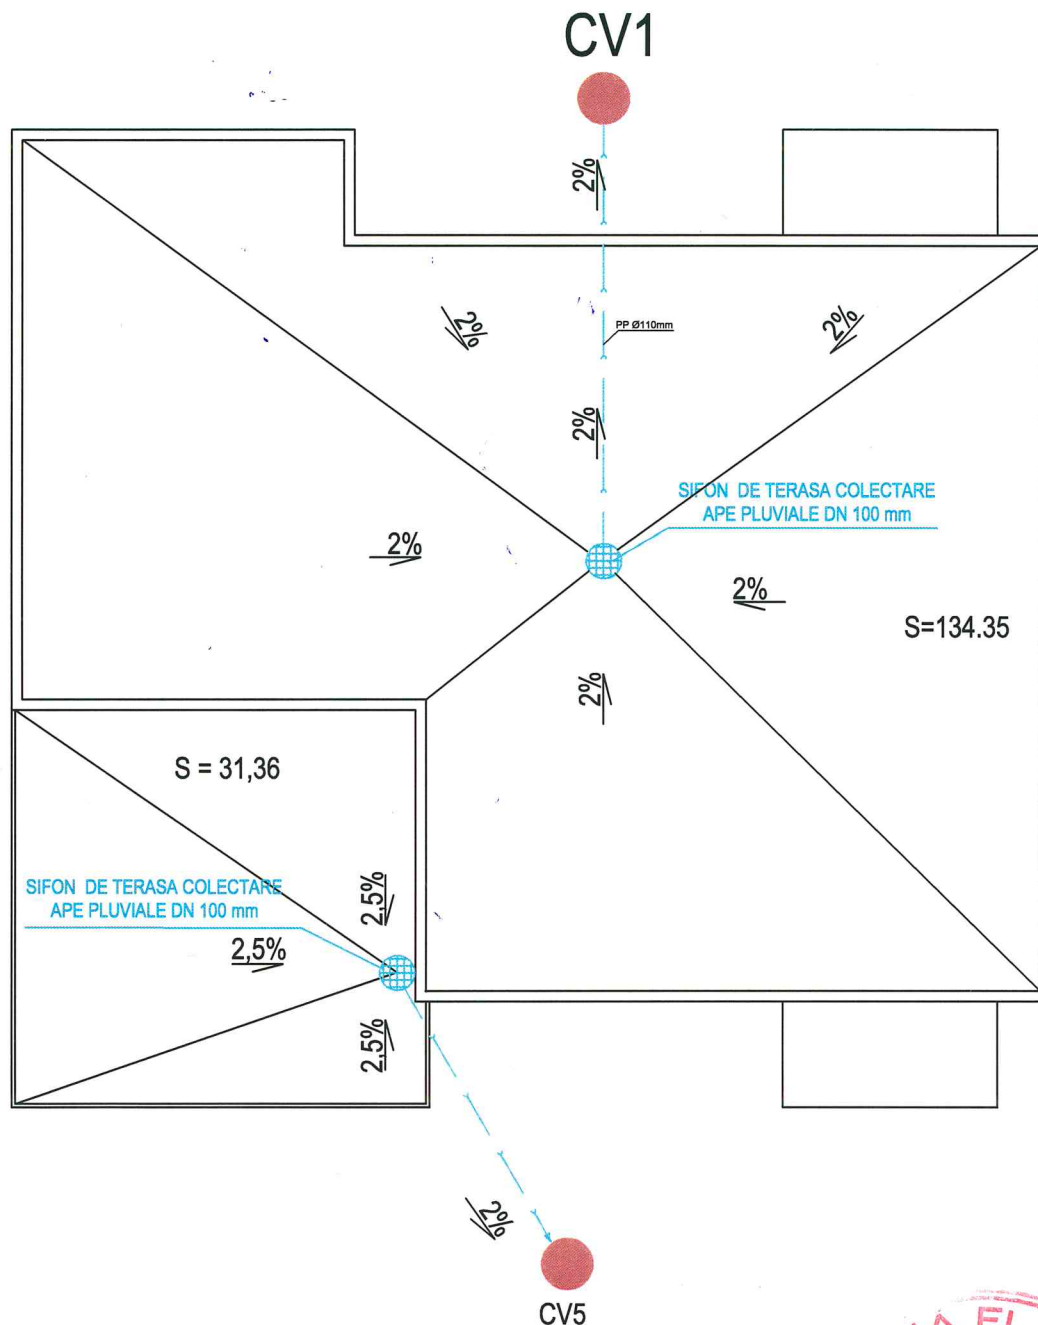 CV1
2%
2%
PP Ø110mm
2%
2%
SIFON DE TERASA COLECTARE
APE PLUVIALE DN 100 mm
2%
2%
S=134.35
2%
S = 31,36
SIFON DE TERASA COLECTARE
APE PLUVIALE DN 100 mm
2,5%
2,5%
2,5%
2%
CV5